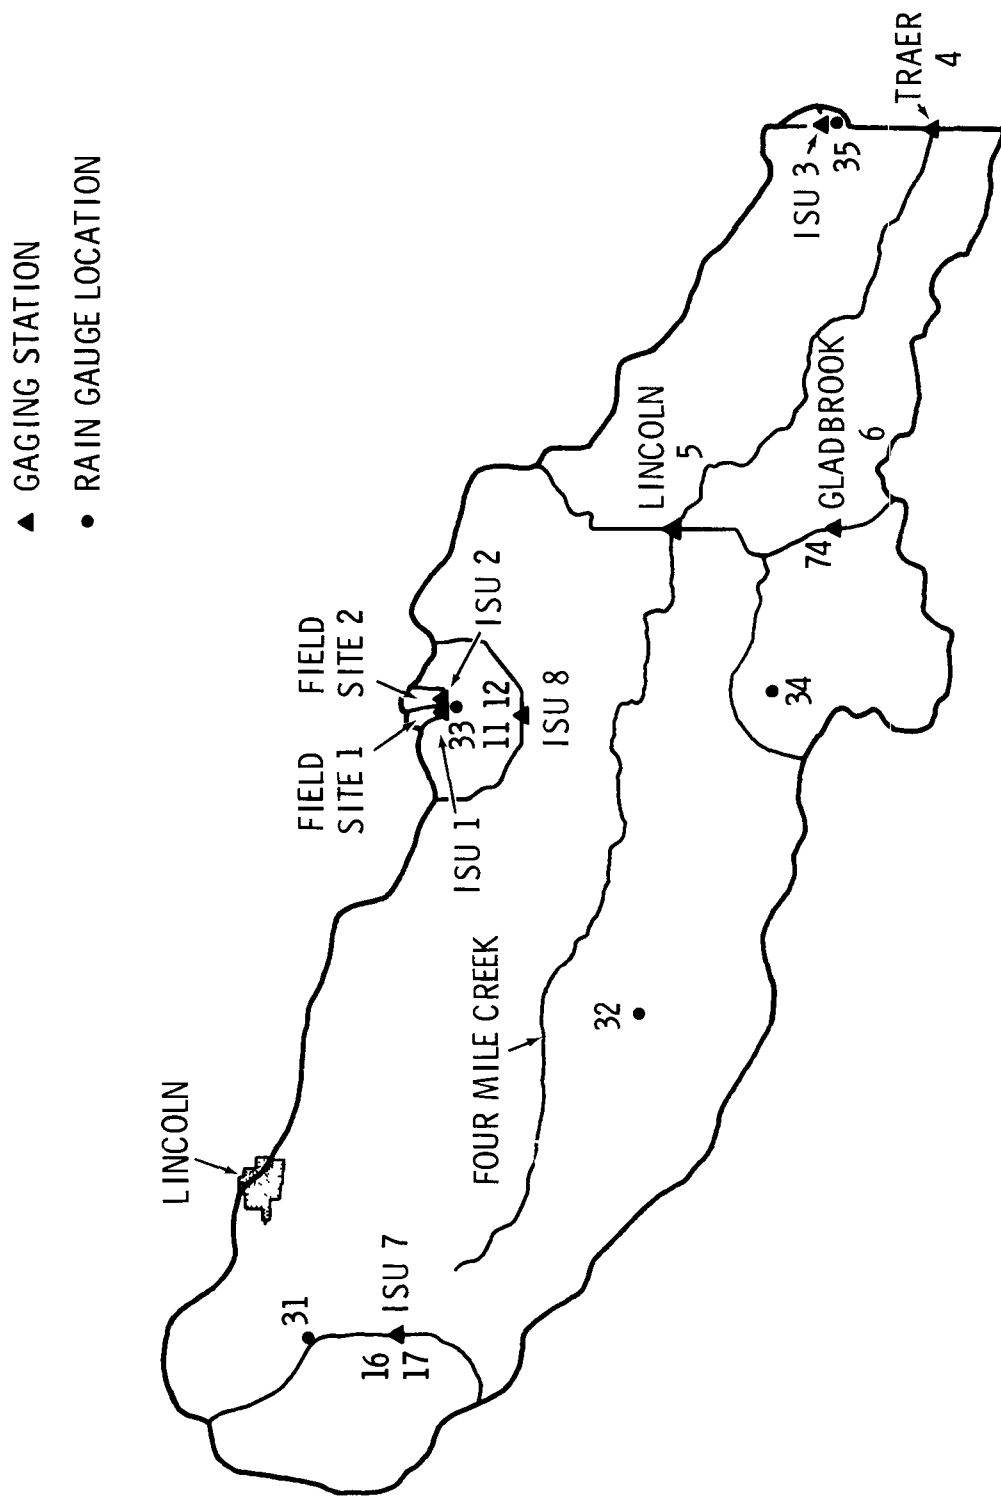 ▲ GAGING STATION
● RAIN GAUGE LOCATION
LINCOLN
31
16
17
ISU 7
FOUR MILE CREEK
32
FIELD
SITE 1
FIELD
SITE 2
ISU 1
33
11 12
ISU 2
ISU 8
34
LINCOLN
5
74
GLADBROOK
6
ISU 3
35
TRAER
4